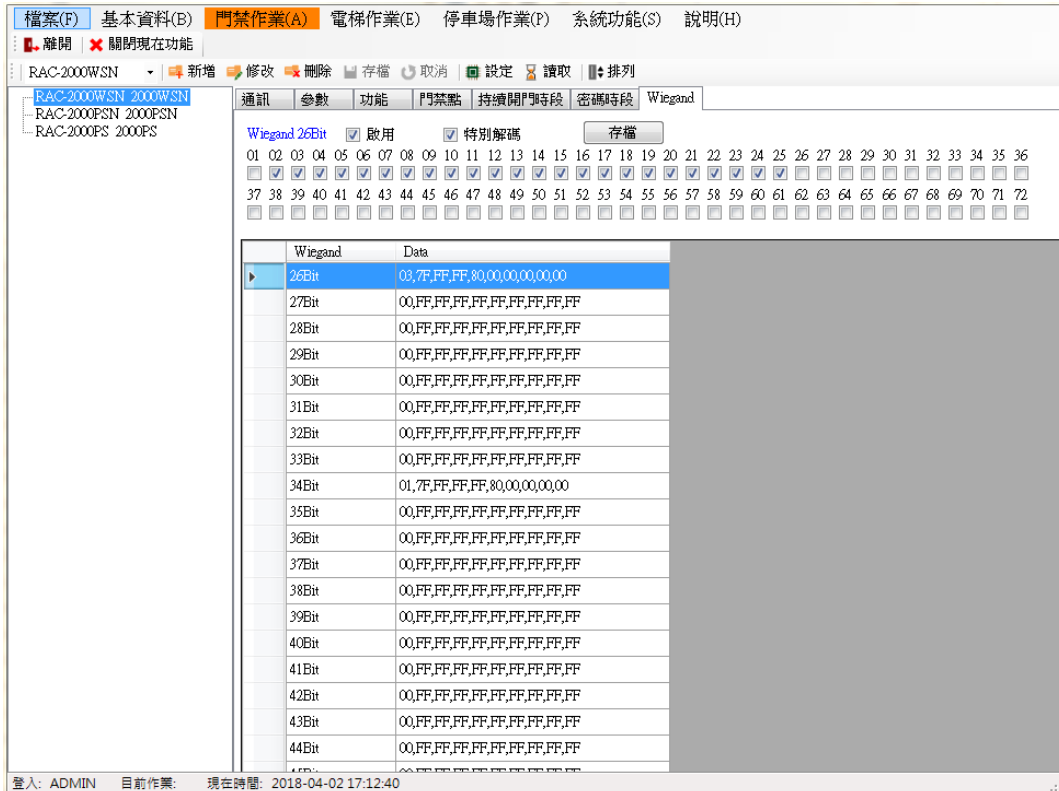 檔案(F) 基本資料(B) 門禁作業(A) 電梯作業(E) 停車場作業(P) 系統功能(S) 說明(H)
離開 關閉現在功能
RAC-2000WSN 新增 修改 刪除 存檔 取消 設定 讀取 排列
RAC-2000WSN 2000WSN
RAC-2000PSN 2000PSN
RAC-2000PS 2000PS
通訊 參數 功能 門禁點 持續開門時段 密碼時段 Wiegand
Wiegand 26Bit 啟用 特別解碼 存檔
01 02 03 04 05 06 07 08 09 10 11 12 13 14 15 16 17 18 19 20 21 22 23 24 25 26 27 28 29 30 31 32 33 34 35 36
37 38 39 40 41 42 43 44 45 46 47 48 49 50 51 52 53 54 55 56 57 58 59 60 61 62 63 64 65 66 67 68 69 70 71 72
Wiegand Data
26Bit 03,7F,FF,FF,80,00,00,00,00,00
27Bit 00,FF,FF,FF,FF,FF,FF,FF,FF,FF
28Bit 00,FF,FF,FF,FF,FF,FF,FF,FF,FF
29Bit 00,FF,FF,FF,FF,FF,FF,FF,FF,FF
30Bit 00,FF,FF,FF,FF,FF,FF,FF,FF,FF
31Bit 00,FF,FF,FF,FF,FF,FF,FF,FF,FF
32Bit 00,FF,FF,FF,FF,FF,FF,FF,FF,FF
33Bit 00,FF,FF,FF,FF,FF,FF,FF,FF,FF
34Bit 01,7F,FF,FF,FF,80,00,00,00,00
35Bit 00,FF,FF,FF,FF,FF,FF,FF,FF,FF
36Bit 00,FF,FF,FF,FF,FF,FF,FF,FF,FF
37Bit 00,FF,FF,FF,FF,FF,FF,FF,FF,FF
38Bit 00,FF,FF,FF,FF,FF,FF,FF,FF,FF
39Bit 00,FF,FF,FF,FF,FF,FF,FF,FF,FF
40Bit 00,FF,FF,FF,FF,FF,FF,FF,FF,FF
41Bit 00,FF,FF,FF,FF,FF,FF,FF,FF,FF
42Bit 00,FF,FF,FF,FF,FF,FF,FF,FF,FF
43Bit 00,FF,FF,FF,FF,FF,FF,FF,FF,FF
44Bit 00,FF,FF,FF,FF,FF,FF,FF,FF,FF
登入: ADMIN 目前作業: 現在時間: 2018-04-02 17:12:40